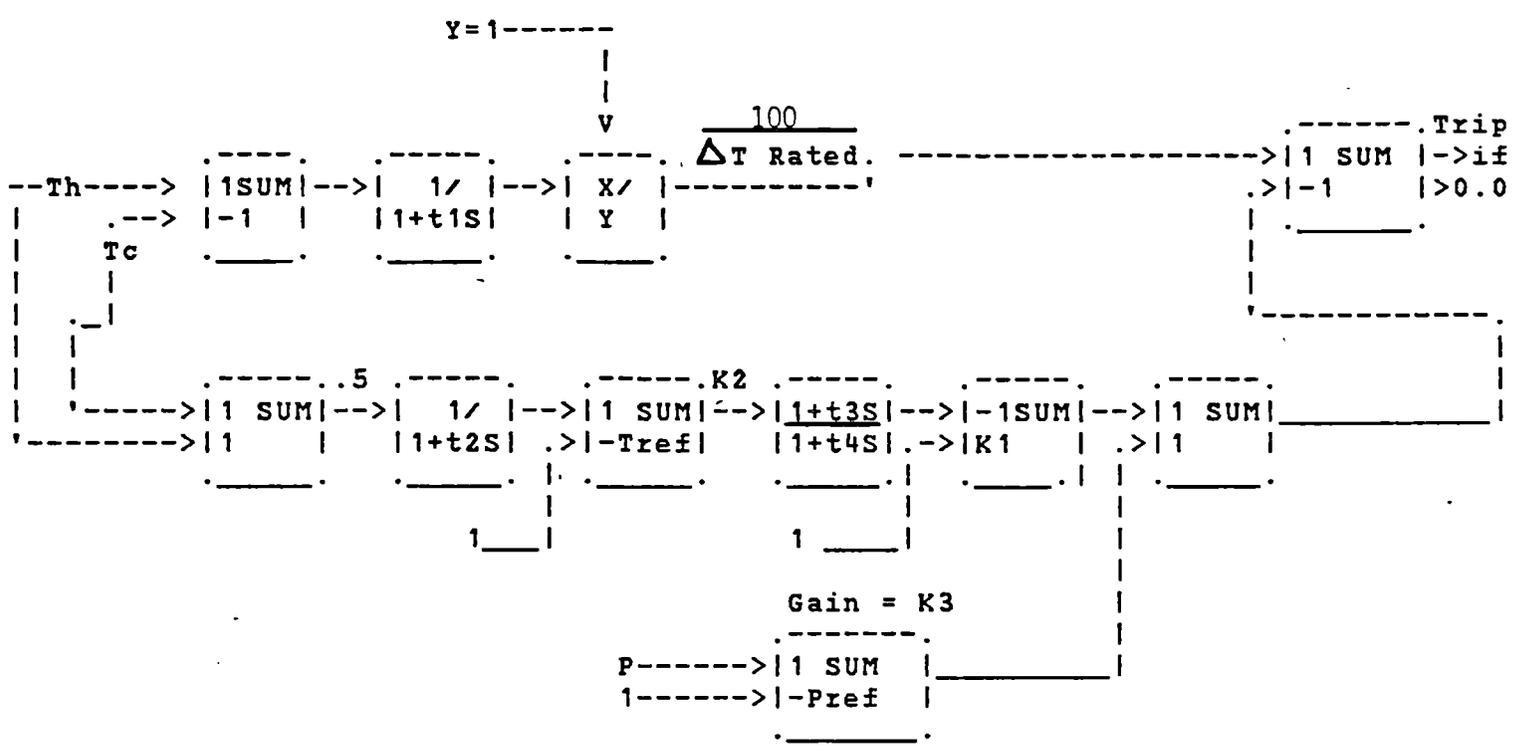 Y=1
100
ΔT Rated
Trip
1 SUM ->if
-1 >0.0
Th 1SUM 1/ X/
-1 1+t1S Y
Tc
.5 K2
1 SUM 1/ 1 SUM 1+t3S -1SUM 1 SUM
1 1+t2S -Tref 1+t4S K1 1
1 1
Gain = K3
P 1 SUM
1 -Pref